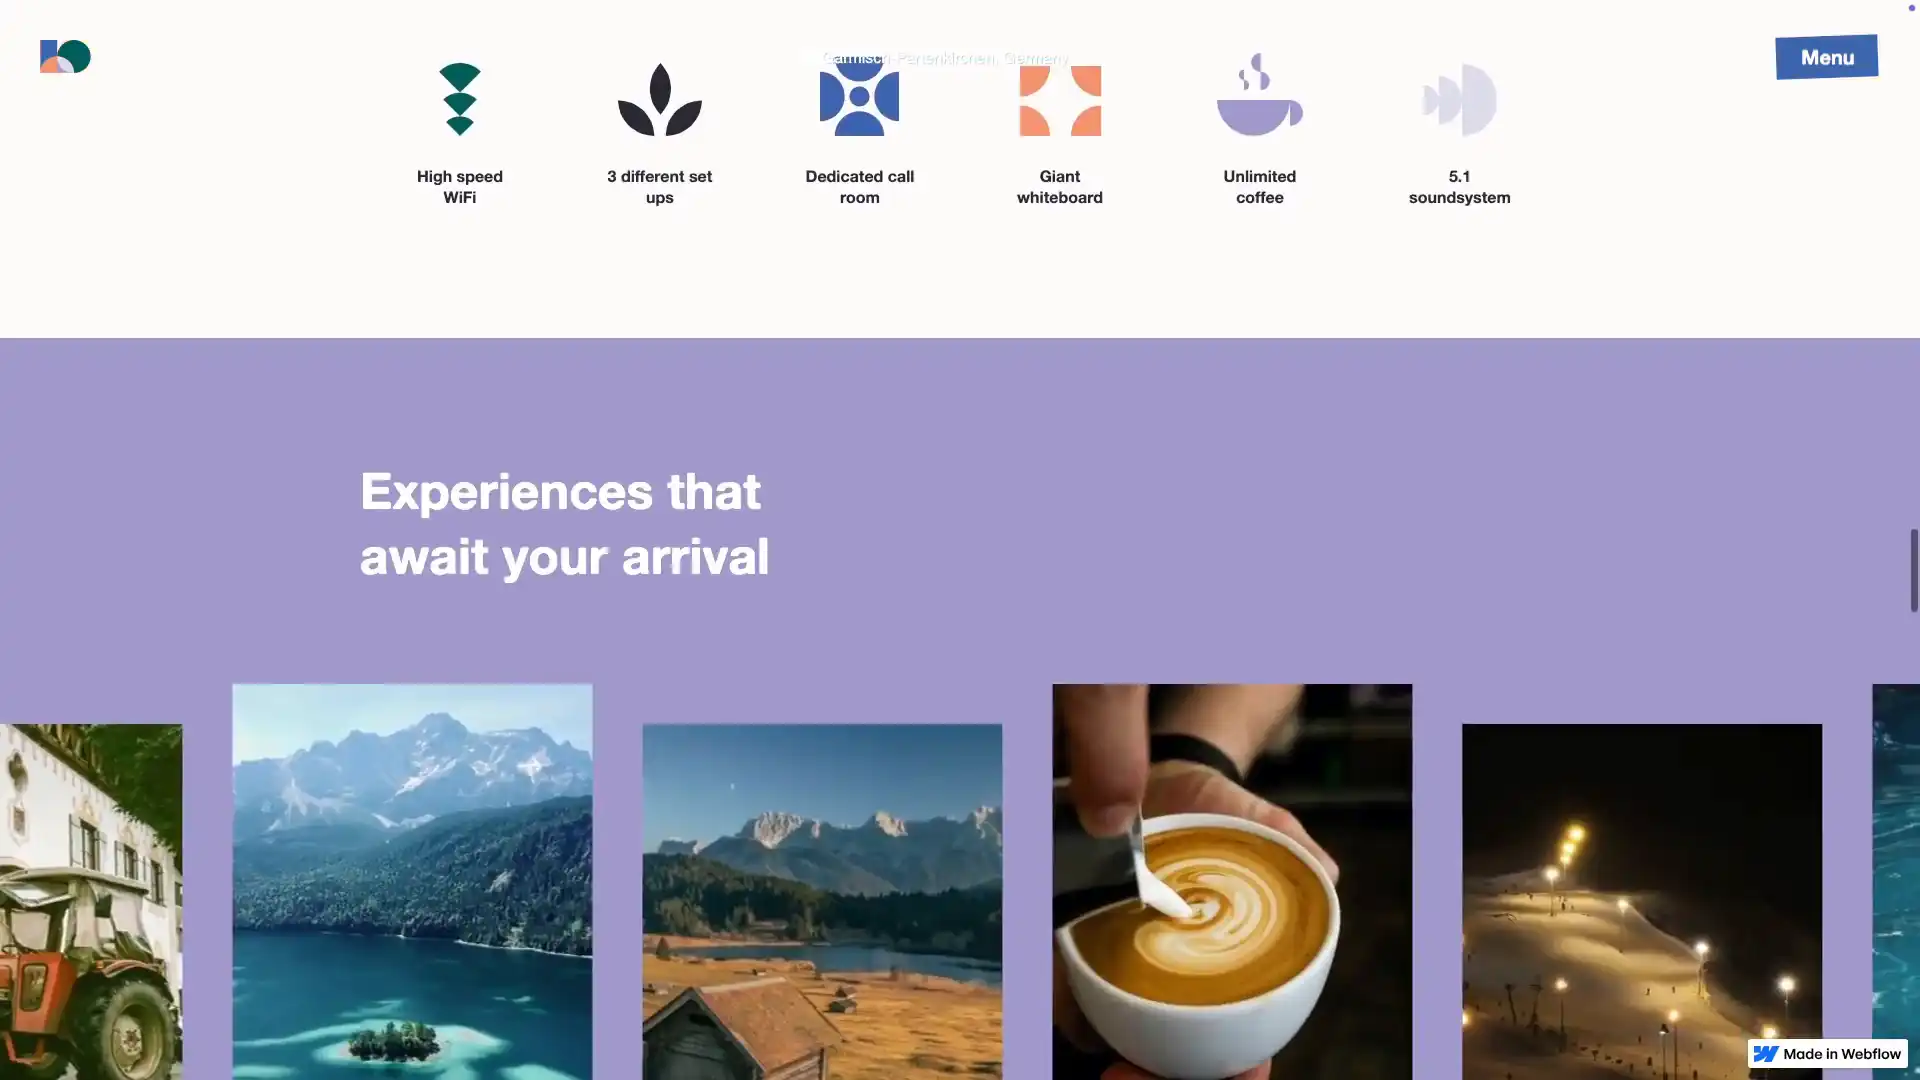 Garmisch-Partenkirchen, Germany
Menu
High speed
WiFi
3 different set
ups
Dedicated call
room
Giant
whiteboard
Unlimited
coffee
5.1
soundsystem
Experiences that
await your arrival
Made in Webflow